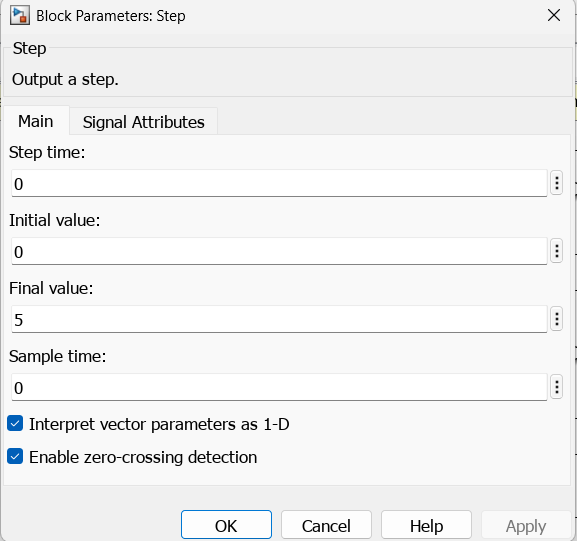 Block Parameters: Step
Step
Output a step.
Main
Signal Attributes
Step time:
0
Initial value:
0
Final value:
5
Sample time:
0
Interpret vector parameters as 1-D
Enable zero-crossing detection
OK
Cancel
Help
Apply